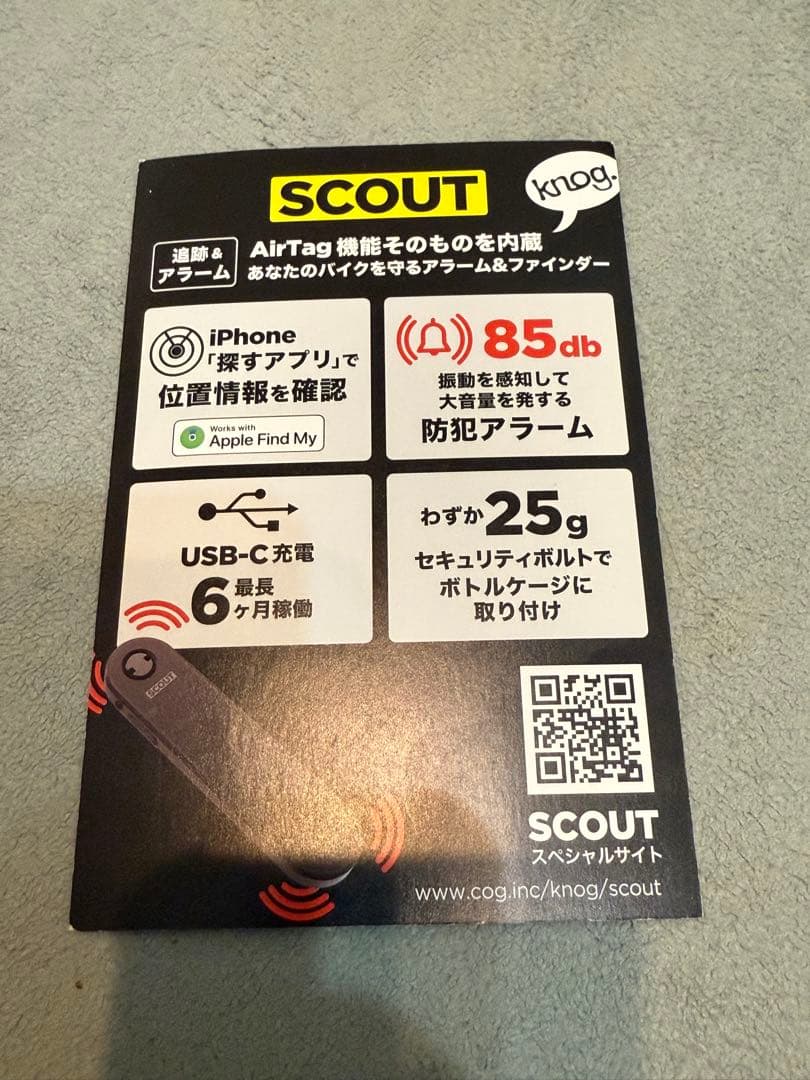 SCOUT
knog.
追跡&
アラーム
AirTag 機能そのものを内蔵
あなたのバイクを守るアラーム&ファインダー
iPhone
「探すアプリ」で
位置情報を確認
Works with
Apple Find My
85db
振動を感知して
大音量を発する
防犯アラーム
USB-C 充電
最長
6ヶ月稼働
わずか25g
セキュリティボルトで
ボトルケージに
取り付け
SCOUT
SCOUT
スペシャルサイト
www.cog.inc/knog/scout